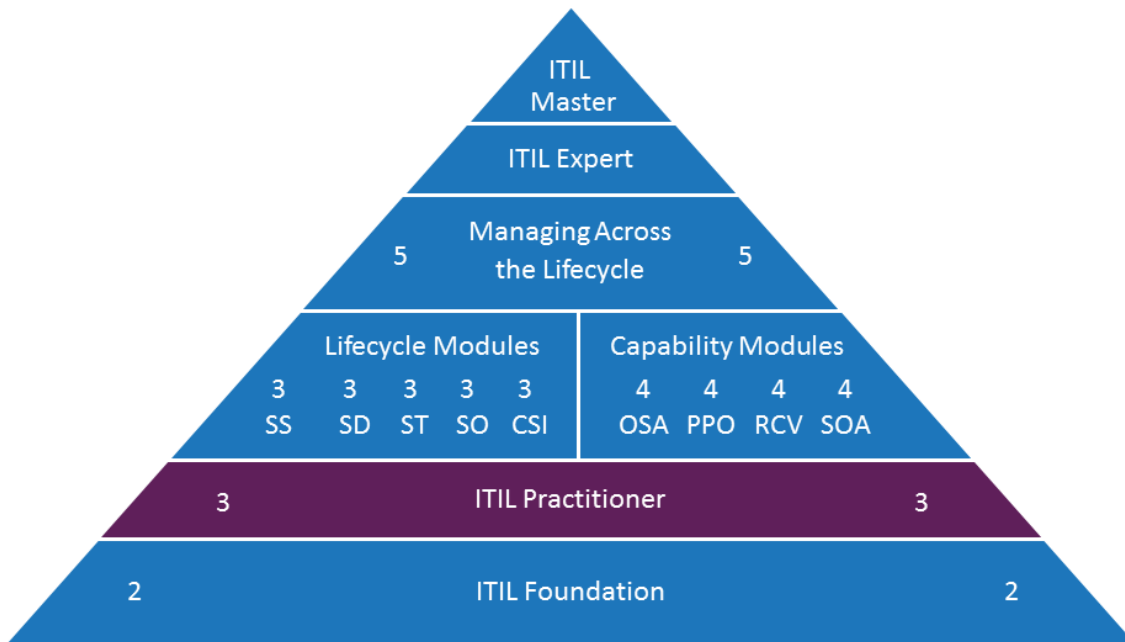 ITIL
Master
ITIL Expert
5 Managing Across 5
the Lifecycle
Lifecycle Modules
3 3 3 3 3
SS SD ST SO CSI
Capability Modules
4 4 4 4
OSA PPO RCV SOA
3 ITIL Practitioner 3
2 ITIL Foundation 2